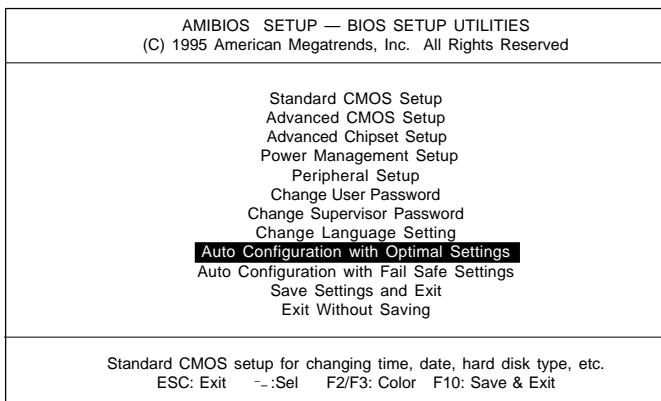 AMIBIOS SETUP — BIOS SETUP UTILITIES
(C) 1995 American Megatrends, Inc. All Rights Reserved
Standard CMOS Setup
Advanced CMOS Setup
Advanced Chipset Setup
Power Management Setup
Peripheral Setup
Change User Password
Change Supervisor Password
Change Language Setting
Auto Configuration with Optimal Settings
Auto Configuration with Fail Safe Settings
Save Settings and Exit
Exit Without Saving
Standard CMOS setup for changing time, date, hard disk type, etc.
ESC: Exit :Sel F2/F3: Color F10: Save & Exit